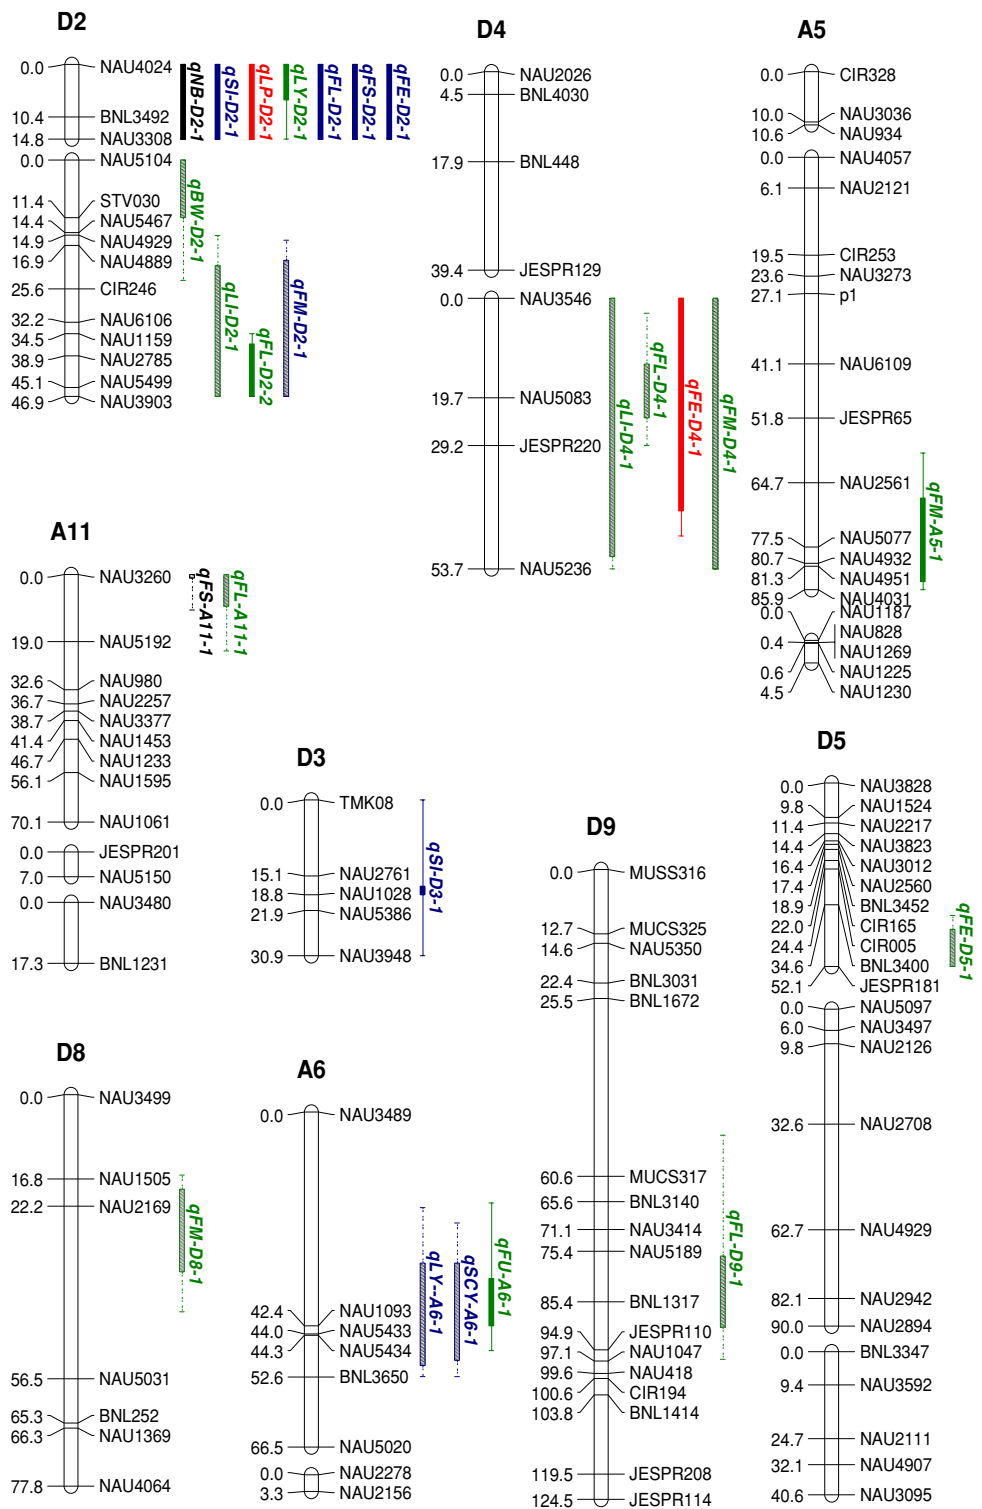 D2
0.0 NAU4024
10.4 BNL3492
14.8 NAU3308
0.0 NAU5104
11.4 STV030
14.4 NAU5467
14.9 NAU4929
16.9 NAU4889
25.6 CIR246
32.2 NAU6106
34.5 NAU1159
38.9 NAU2785
45.1 NAU5499
46.9 NAU3903
qNB-D2-1
qSI-D2-1
qLP-D2-1
qLY-D2-1
qFL-D2-1
qFS-D2-1
qFE-D2-1
qBW-D2-1
qLI-D2-1
qFL-D2-2
qFM-D2-1
D4
0.0 NAU2026
4.5 BNL4030
17.9 BNL448
39.4 JESPR129
0.0 NAU3546
19.7 NAU5083
29.2 JESPR220
53.7 NAU5236
qLI-D4-1
qFL-D4-1
qFE-D4-1
qFM-D4-1
A5
0.0 CIR328
10.0 NAU3036
10.6 NAU934
0.0 NAU4057
6.1 NAU2121
19.5 CIR253
23.6 NAU3273
27.1 p1
41.1 NAU6109
51.8 JESPR65
64.7 NAU2561
77.5 NAU5077
80.7 NAU4932
81.3 NAU4951
85.9 NAU4031
0.0 NAU1187
0.4 NAU828
NAU1269
0.6 NAU1225
4.5 NAU1230
qFM-A5-1
A11
0.0 NAU3260
19.0 NAU5192
32.6 NAU980
36.7 NAU2257
38.7 NAU3377
41.4 NAU1453
46.7 NAU1233
56.1 NAU1595
70.1 NAU1061
0.0 JESPR201
7.0 NAU5150
0.0 NAU3480
17.3 BNL1231
qFS-A11-1
qFL-A11-1
D3
0.0 TMK08
15.1 NAU2761
18.8 NAU1028
21.9 NAU5386
30.9 NAU3948
qSI-D3-1
D9
0.0 MUSS316
12.7 MUCS325
14.6 NAU5350
22.4 BNL3031
25.5 BNL1672
60.6 MUCS317
65.6 BNL3140
71.1 NAU3414
75.4 NAU5189
85.4 BNL1317
94.9 JESPR110
97.1 NAU1047
99.6 NAU418
100.6 CIR194
103.8 BNL1414
119.5 JESPR208
124.5 JESPR114
qFL-D9-1
D5
0.0 NAU3828
9.8 NAU1524
11.4 NAU2217
14.4 NAU3823
16.4 NAU3012
17.4 NAU2560
18.9 BNL3452
22.0 CIR165
24.4 CIR005
34.6 BNL3400
52.1 JESPR181
0.0 NAU5097
6.0 NAU3497
9.8 NAU2126
32.6 NAU2708
62.7 NAU4929
82.1 NAU2942
90.0 NAU2894
0.0 BNL3347
9.4 NAU3592
24.7 NAU2111
32.1 NAU4907
40.6 NAU3095
qFE-D5-1
D8
0.0 NAU3499
16.8 NAU1505
22.2 NAU2169
56.5 NAU5031
65.3 BNL252
66.3 NAU1369
77.8 NAU4064
qFM-D8-1
A6
0.0 NAU3489
42.4 NAU1093
44.0 NAU5433
44.3 NAU5434
52.6 BNL3650
66.5 NAU5020
0.0 NAU2278
3.3 NAU2156
qLY--A6-1
qSCY-A6-1
qFU-A6-1